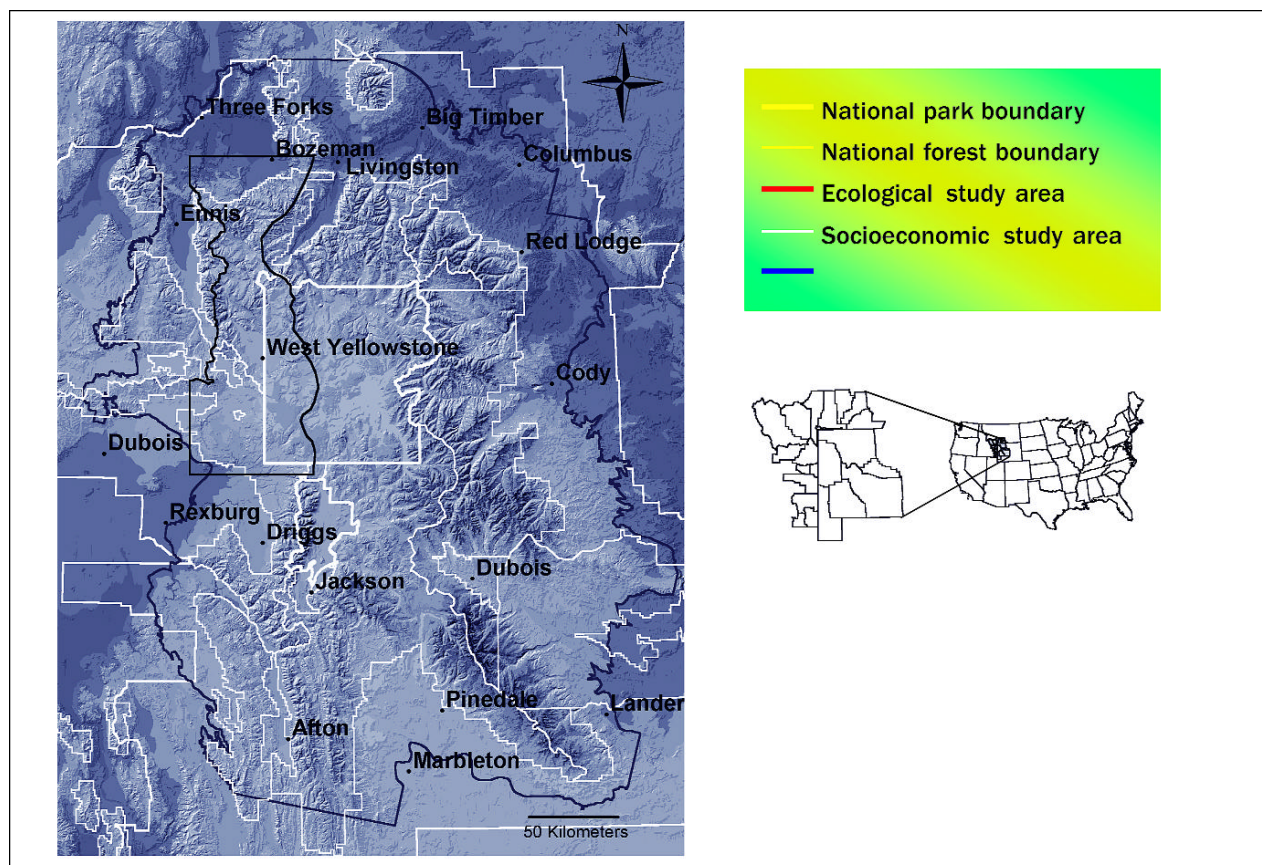 N
Three Forks
Big Timber
Bozeman
Livingston
Columbus
Ennis
Red Lodge
West Yellowstone
Cody
Dubois
Rexburg
Driggs
Jackson
Dubois
Pinedale
Lander
Afton
Marbleton
50 Kilometers
National park boundary
National forest boundary
Ecological study area
Socioeconomic study area